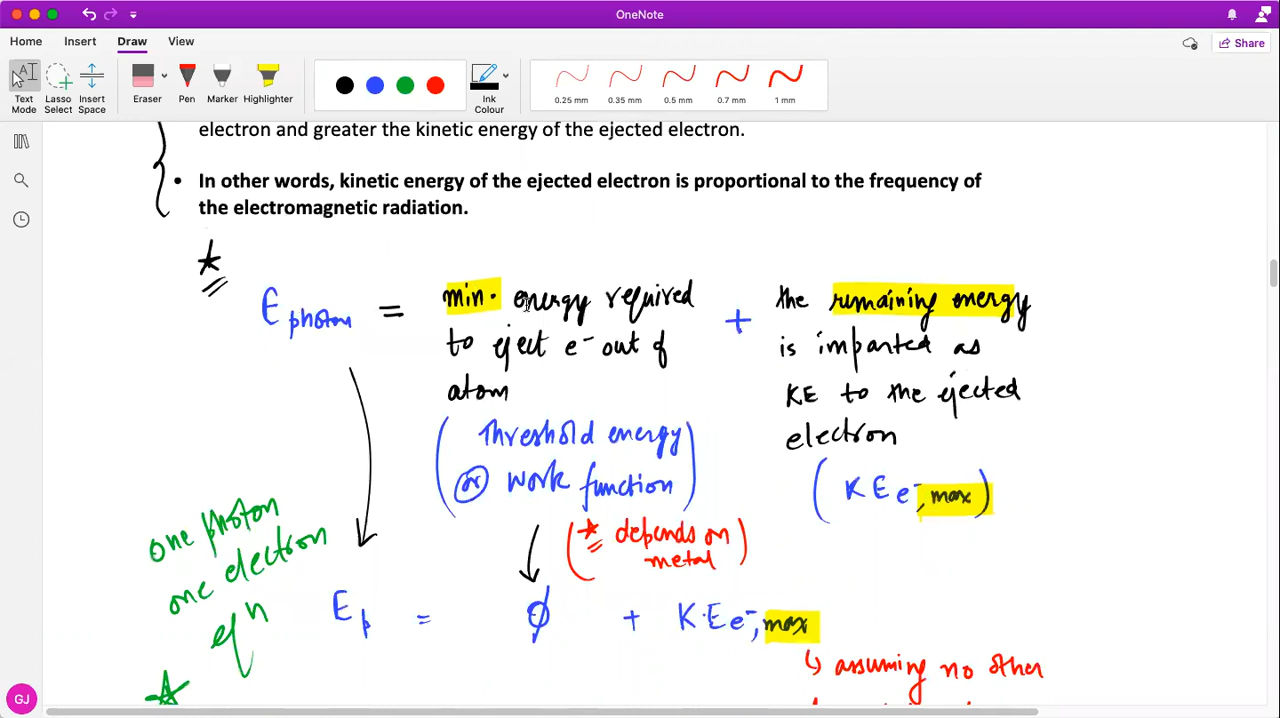 OneNote
Home Insert Draw View
Share
Text Mode
Lasso Select
Insert Space
Eraser
Pen
Marker
Highlighter
Ink Colour
0.25 mm 0.35 mm 0.5 mm 0.7 mm 1 mm
electron and greater the kinetic energy of the ejected electron.
• In other words, kinetic energy of the ejected electron is proportional to the frequency of
the electromagnetic radiation.
E photon = min. energy required + the remaining energy
to eject e⁻ out of
atom
is imparted as
KE to the ejected
electron
(threshold energy
or work function)
(KE e⁻, max)
(★ depends on
metal)
one photon
one electron
eqⁿ
Ep = ϕ + K.E e⁻, max
↳ assuming no other
GJ